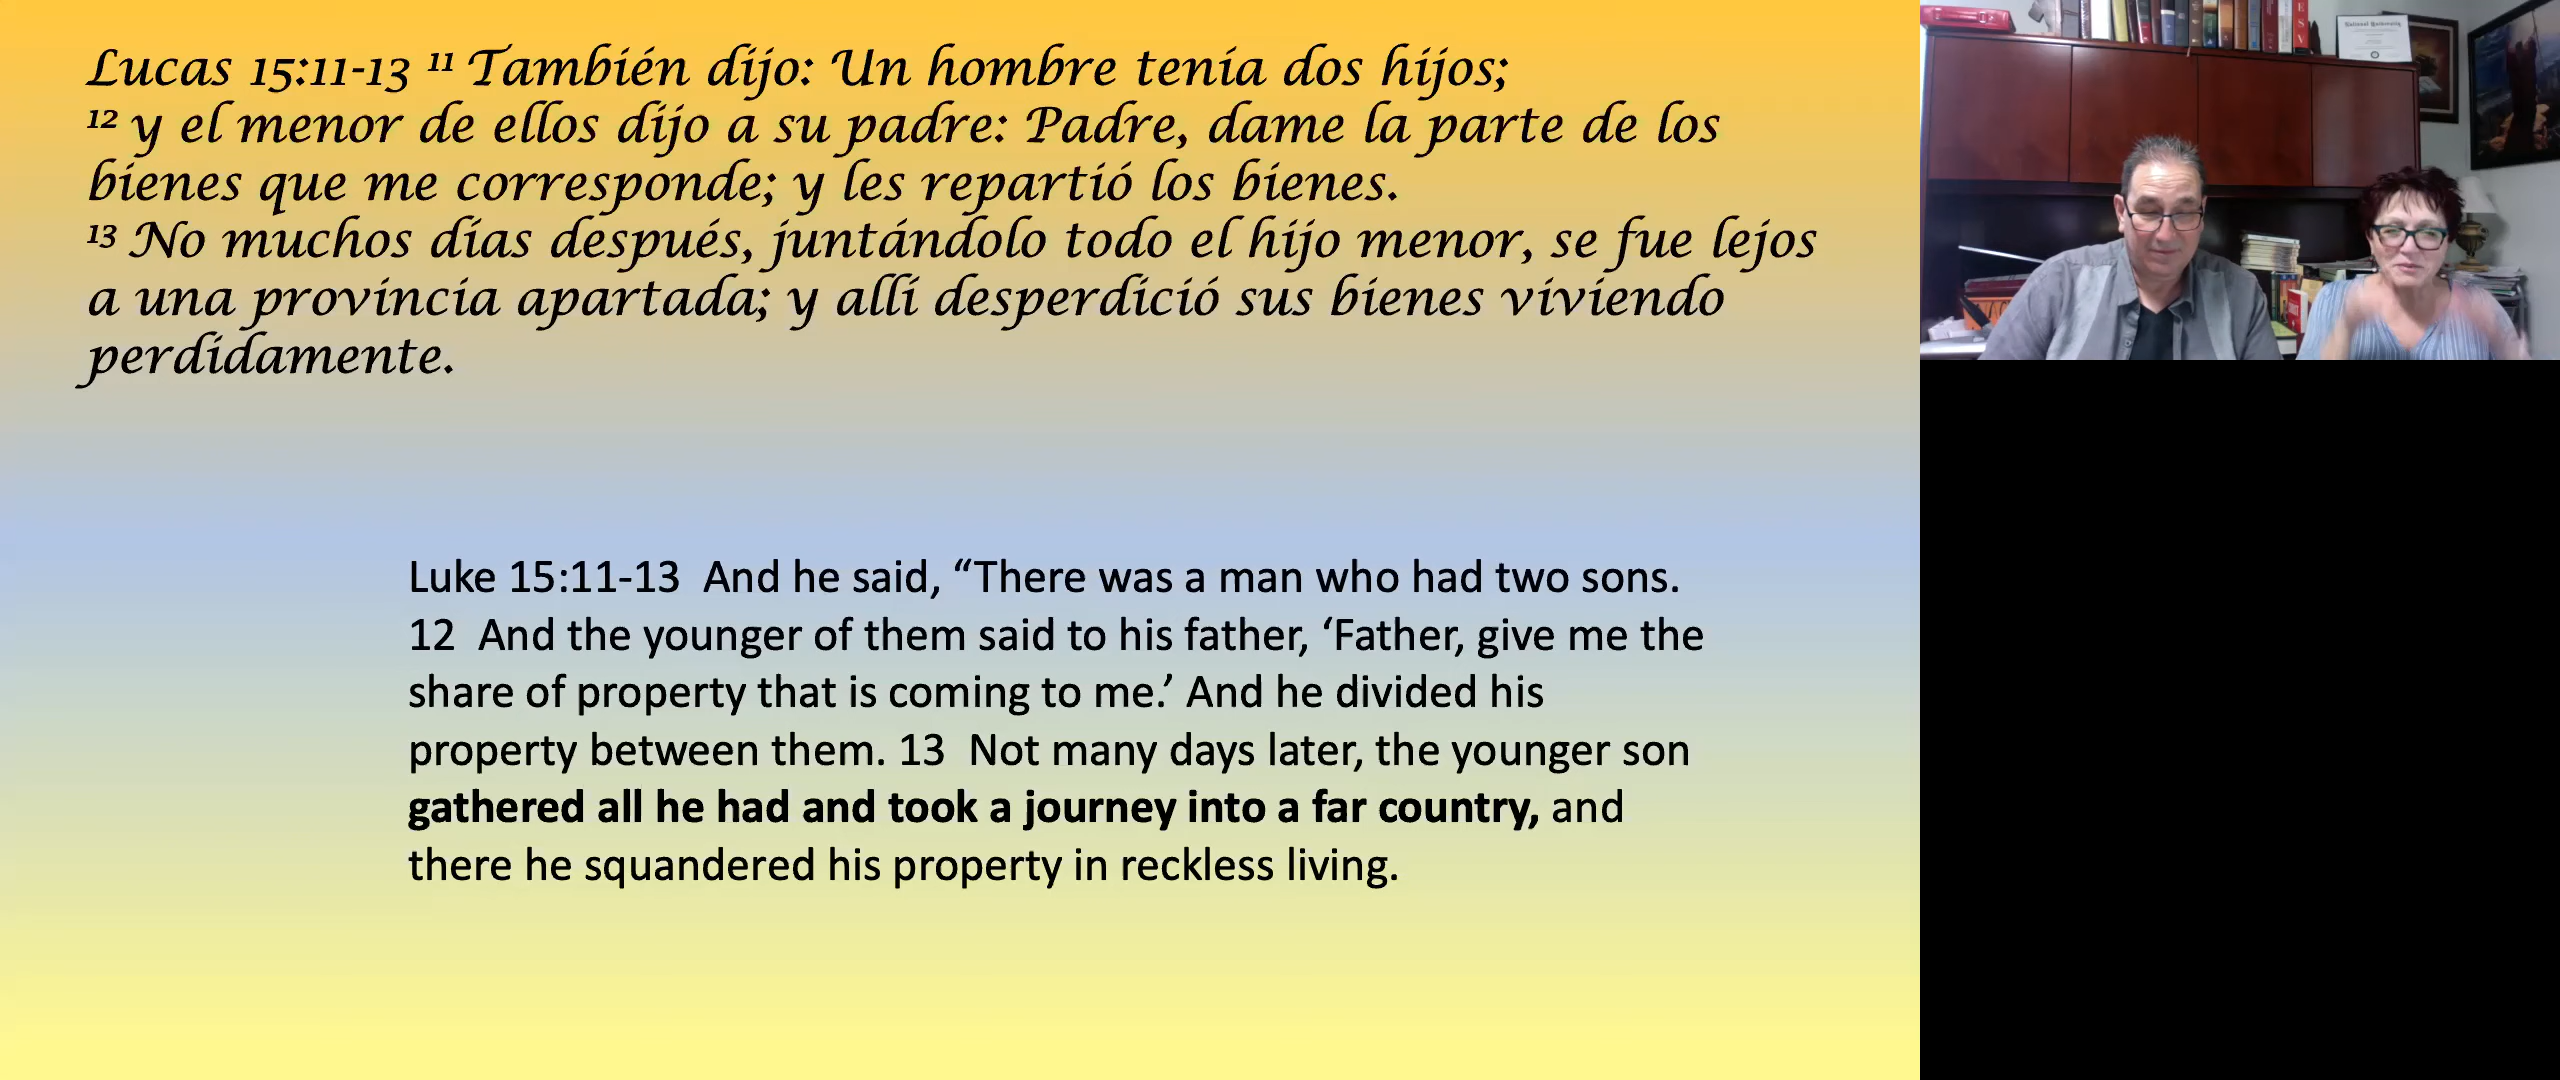 Lucas 15:11-13 ¹¹ También dijo: Un hombre tenía dos hijos;
¹² y el menor de ellos dijo a su padre: Padre, dame la parte de los
bienes que me corresponde; y les repartió los bienes.
¹³ No muchos días después, juntándolo todo el hijo menor, se fue lejos
a una provincia apartada; y allí desperdició sus bienes viviendo
perdidamente.
Luke 15:11-13  And he said, “There was a man who had two sons.
12  And the younger of them said to his father, ‘Father, give me the
share of property that is coming to me.’ And he divided his
property between them. 13  Not many days later, the younger son
gathered all he had and took a journey into a far country, and
there he squandered his property in reckless living.